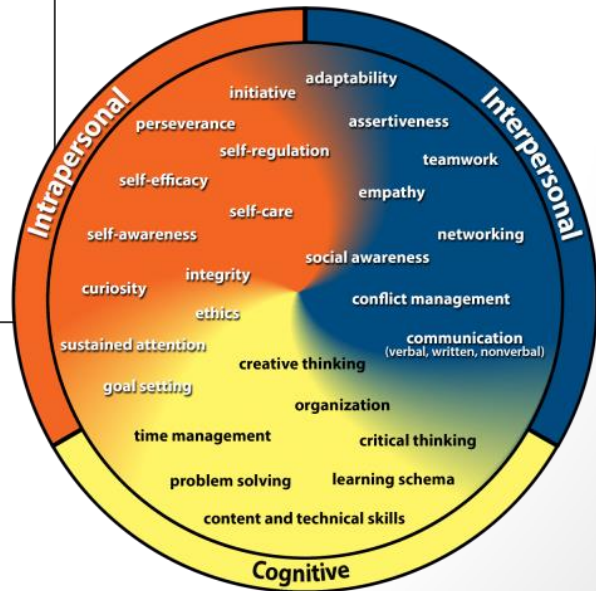 Intrapersonal
Interpersonal
adaptability
initiative
perseverance
assertiveness
self-regulation
teamwork
self-efficacy
empathy
self-care
self-awareness
networking
social awareness
integrity
curiosity
conflict management
ethics
sustained attention
communication
(verbal, written, nonverbal)
creative thinking
goal setting
organization
time management
critical thinking
problem solving
learning schema
content and technical skills
Cognitive